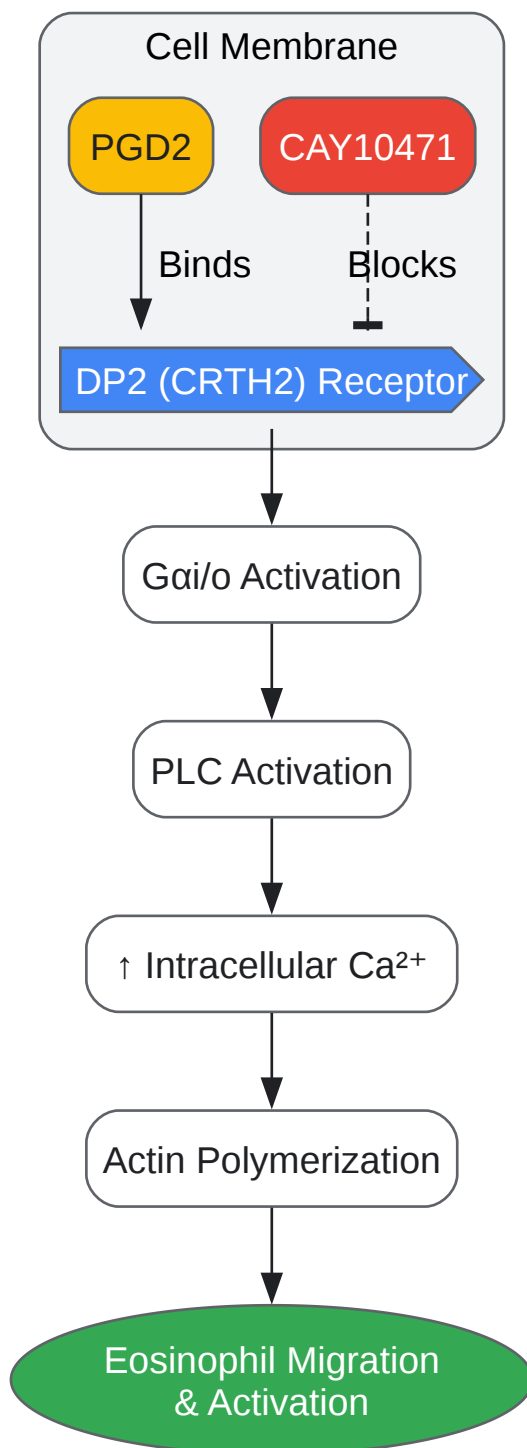 Cell Membrane
PGD2
CAY10471
Binds
Blocks
DP2 (CRTH2) Receptor
Gαi/o Activation
PLC Activation
↑ Intracellular Ca²⁺
Actin Polymerization
Eosinophil Migration
& Activation